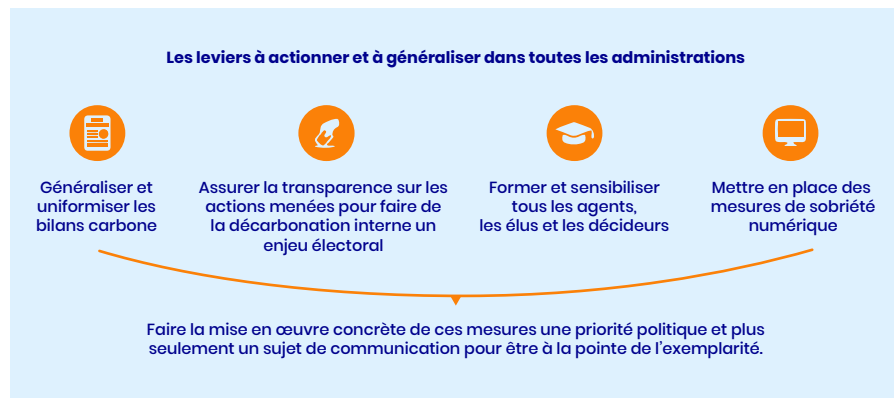 Les leviers à actionner et à généraliser dans toutes les administrations
Généraliser et
uniformiser les
bilans carbone
Assurer la transparence sur les
actions menées pour faire de
la décarbonation interne un
enjeu électoral
Former et sensibiliser
tous les agents,
les élus et les décideurs
Mettre en place des
mesures de sobriété
numérique
Faire la mise en œuvre concrète de ces mesures une priorité politique et plus
seulement un sujet de communication pour être à la pointe de l’exemplarité.